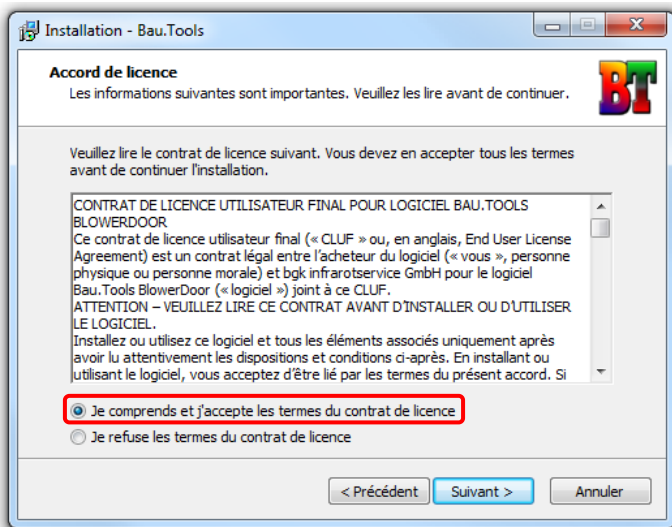 Installation - Bau.Tools
Accord de licence
Les informations suivantes sont importantes. Veuillez les lire avant de continuer.
BT
Veuillez lire le contrat de licence suivant. Vous devez en accepter tous les termes
avant de continuer l'installation.
CONTRAT DE LICENCE UTILISATEUR FINAL POUR LOGICIEL BAU.TOOLS
BLOWERDOOR
Ce contrat de licence utilisateur final (« CLUF » ou, en anglais, End User License
Agreement) est un contrat légal entre l'acheteur du logiciel (« vous », personne
physique ou personne morale) et bgk infrarotservice GmbH pour le logiciel
Bau.Tools BlowerDoor (« logiciel ») joint à ce CLUF.
ATTENTION – VEUILLEZ LIRE CE CONTRAT AVANT D'INSTALLER OU D'UTILISER
LE LOGICIEL.
Installez ou utilisez ce logiciel et tous les éléments associés uniquement après
avoir lu attentivement les dispositions et conditions ci-après. En installant ou
utilisant le logiciel, vous acceptez d'être lié par les termes du présent accord. Si
Je comprends et j'accepte les termes du contrat de licence
Je refuse les termes du contrat de licence
< Précédent
Suivant >
Annuler